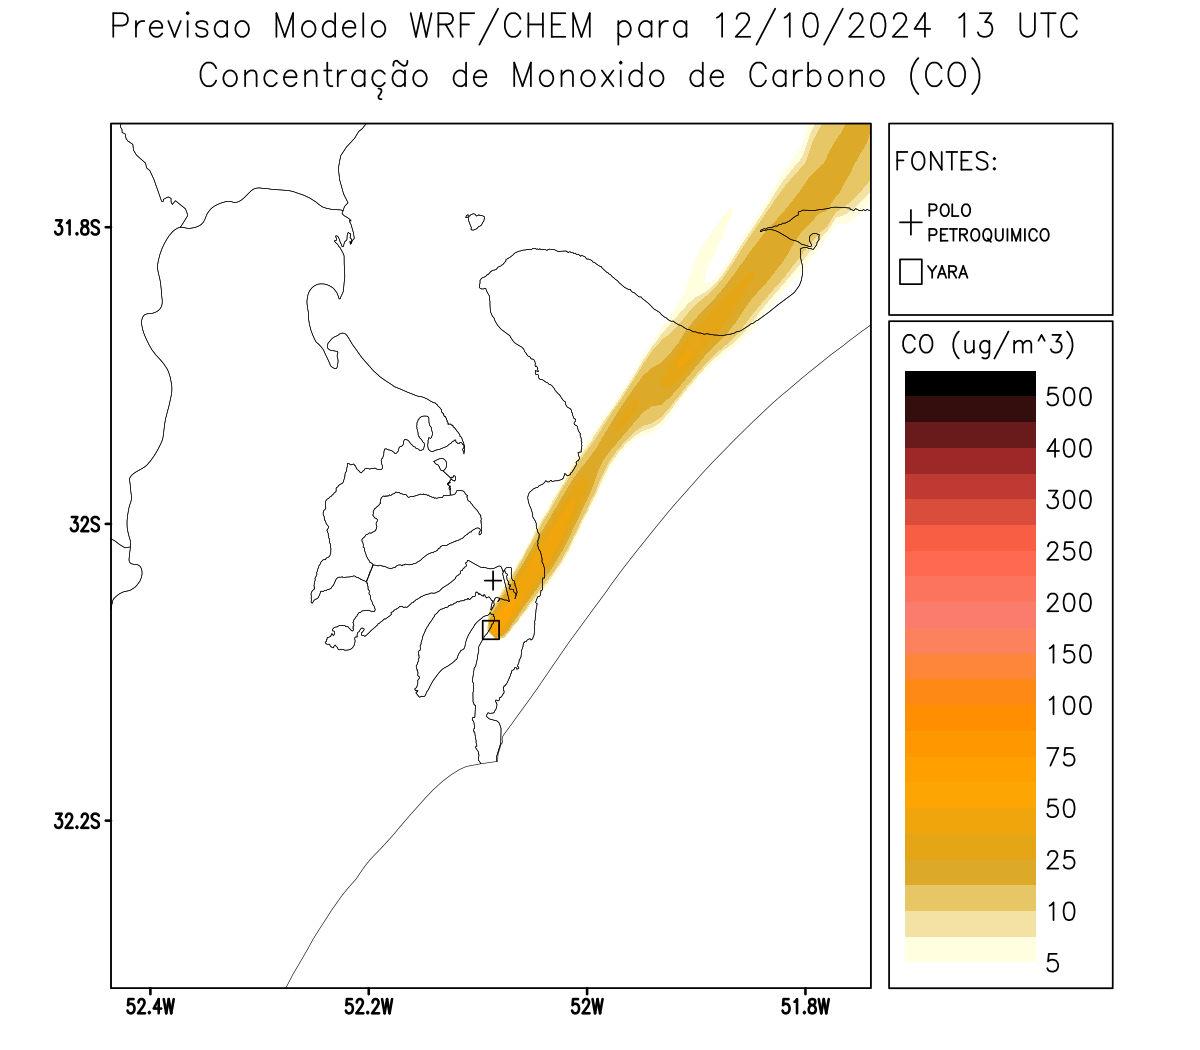 Previsao Modelo WRF/CHEM para 12/10/2024 13 UTC
Concentração de Monoxido de Carbono (CO)
FONTES:
POLO
PETROQUIMICO
YARA
31.8S
32S
32.2S
52.4W
52.2W
52W
51.8W
CO (ug/m^3)
500
400
300
250
200
150
100
75
50
25
10
5